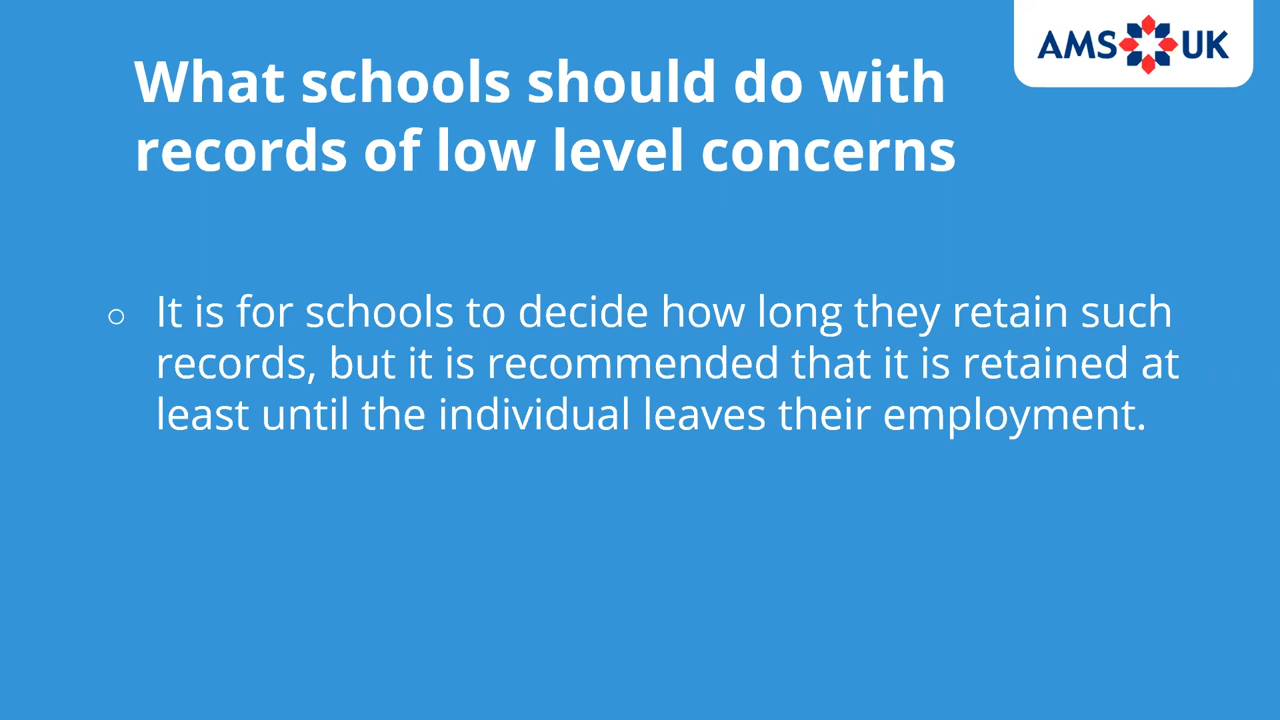 AMS UK
What schools should do with
records of low level concerns
○ It is for schools to decide how long they retain such
records, but it is recommended that it is retained at
least until the individual leaves their employment.